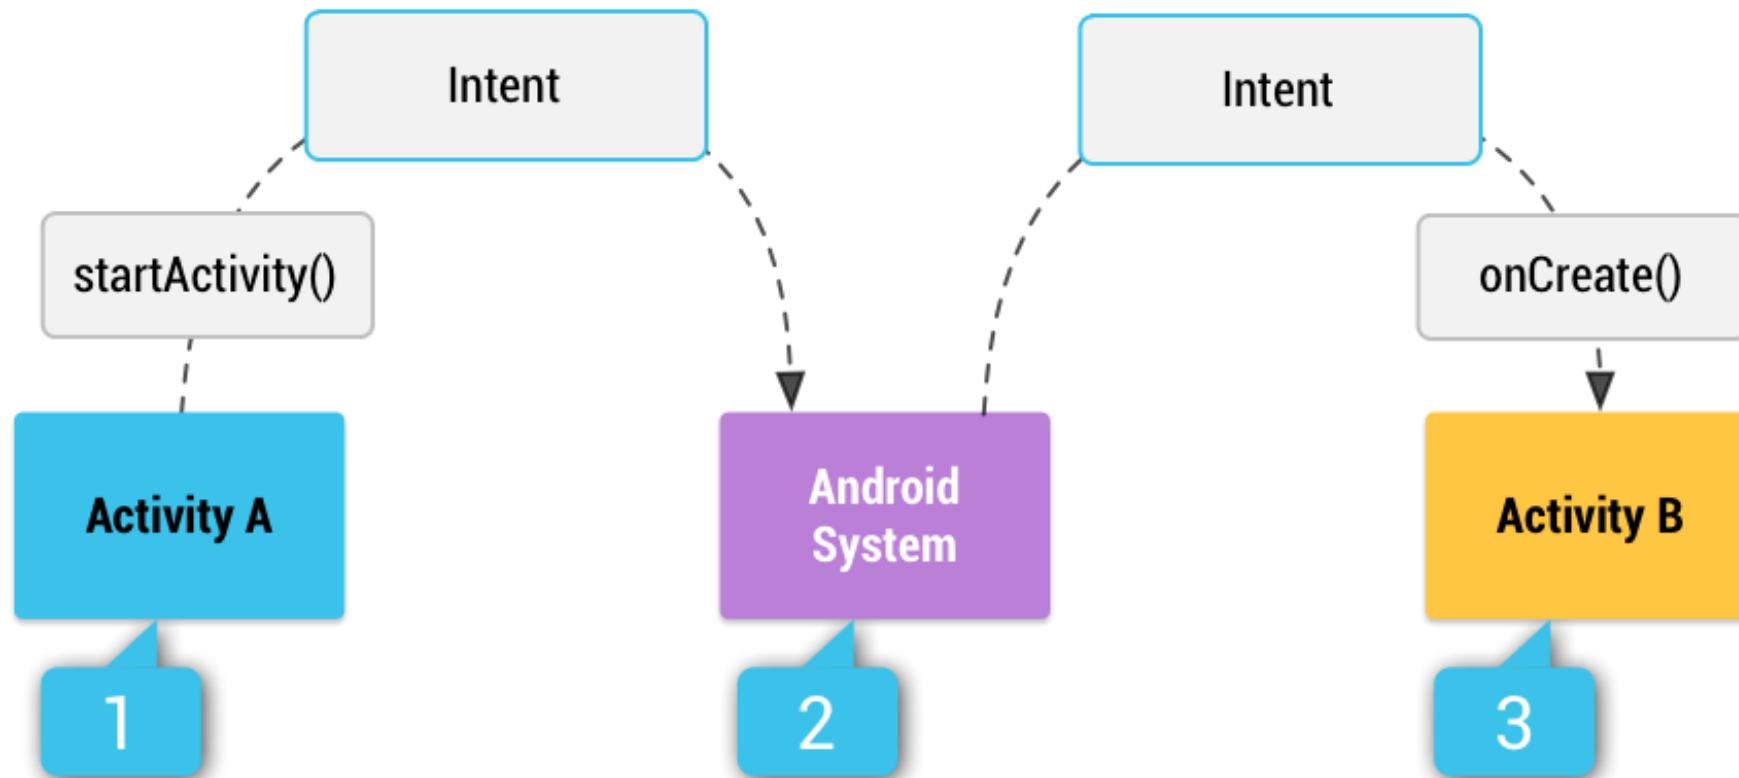 Intent
Intent
startActivity()
onCreate()
Activity A
Android
System
Activity B
1
2
3